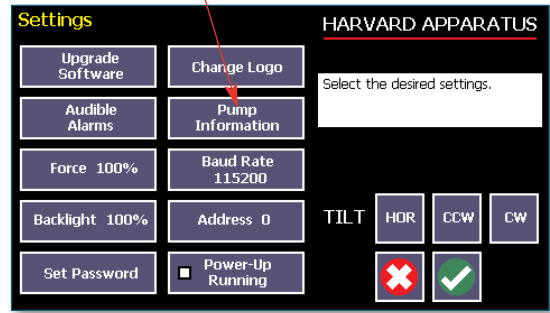 Settings
HARVARD APPARATUS
Upgrade
Software
Change Logo
Select the desired settings.
Audible
Alarms
Pump
Information
Force 100%
Baud Rate
115200
Backlight 100%
Address 0
TILT
HOR
CCW
CW
Set Password
Power-Up
Running